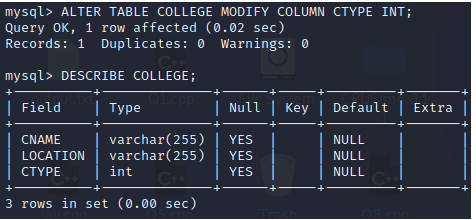 mysql> ALTER TABLE COLLEGE MODIFY COLUMN CTYPE INT;
Query OK, 1 row affected (0.02 sec)
Records: 1  Duplicates: 0  Warnings: 0

mysql> DESCRIBE COLLEGE;
+----------+--------------+------+-----+---------+-------+
| Field    | Type         | Null | Key | Default | Extra |
+----------+--------------+------+-----+---------+-------+
| CNAME    | varchar(255) | YES  |     | NULL    |       |
| LOCATION | varchar(255) | YES  |     | NULL    |       |
| CTYPE    | int          | YES  |     | NULL    |       |
+----------+--------------+------+-----+---------+-------+
3 rows in set (0.00 sec)